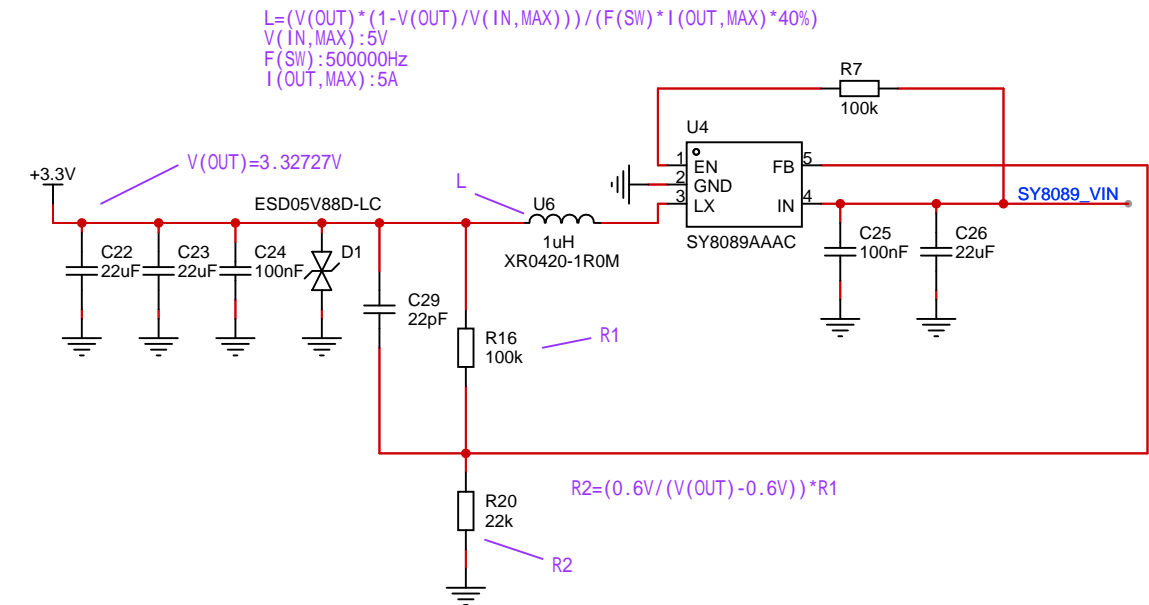 L=(V(OUT)*(1-V(OUT)/V(IN,MAX)))/(F(SW)*I(OUT,MAX)*40%)
V(IN,MAX):5V
F(SW):500000Hz
I(OUT,MAX):5A
R7
100k
U4
1
EN
2
GND
3
LX
FB
5
IN
4
SY8089AAAC
SY8089_VIN
V(OUT)=3.32727V
+3.3V
L
ESD05V88D-LC
U6
1uH
XR0420-1R0M
C22
22uF
C23
22uF
C24
100nF
D1
C25
100nF
C26
22uF
C29
22pF
R16
100k
R1
R2=(0.6V/(V(OUT)-0.6V))*R1
R20
22k
R2